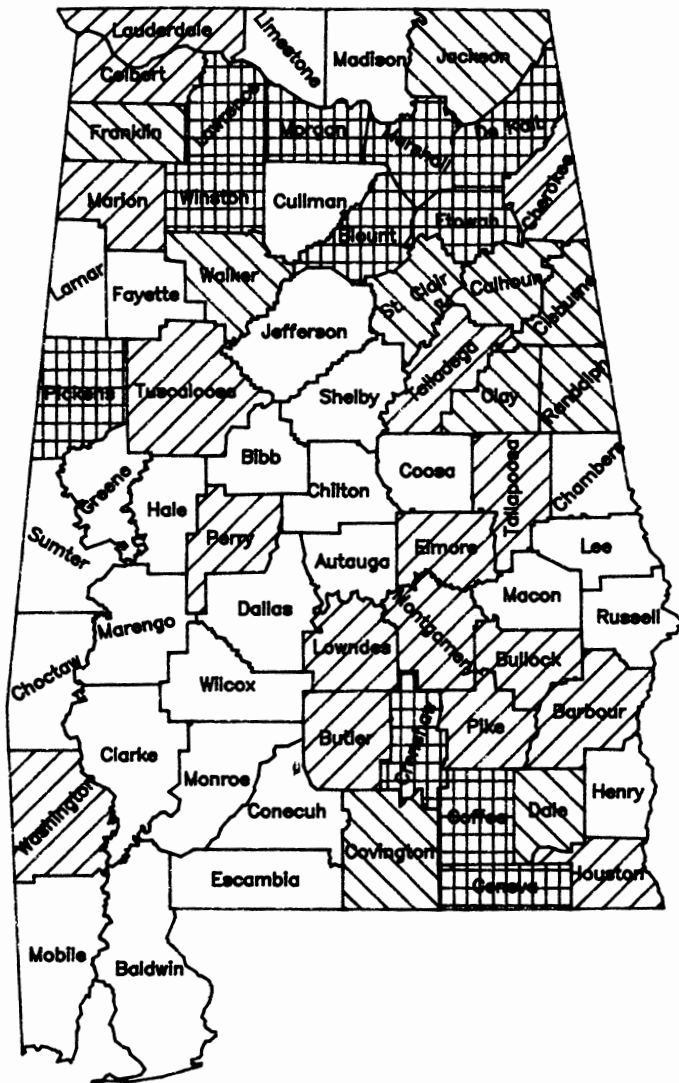 Lauderdale
Limestone
Madison
Jackson
Colbert
Lawrence
Franklin
Morgan
Marshall
De Kalb
Cherokee
Marion
Winston
Cullman
Blount
Etowah
Lamar
Fayette
Walker
St. Clair
Calhoun
Cleburne
Jefferson
Talladega
Pickens
Tuscaloosa
Shelby
Clay
Randolph
Bibb
Coosa
Tallapoosa
Chambers
Greene
Hale
Chilton
Sumter
Perry
Autauga
Elmore
Lee
Macon
Russell
Marengo
Dallas
Lowndes
Montgomery
Bullock
Choctaw
Wilcox
Butler
Crenshaw
Pike
Barbour
Clarke
Monroe
Washington
Conecuh
Coffee
Dale
Henry
Covington
Escambia
Geneva
Houston
Mobile
Baldwin